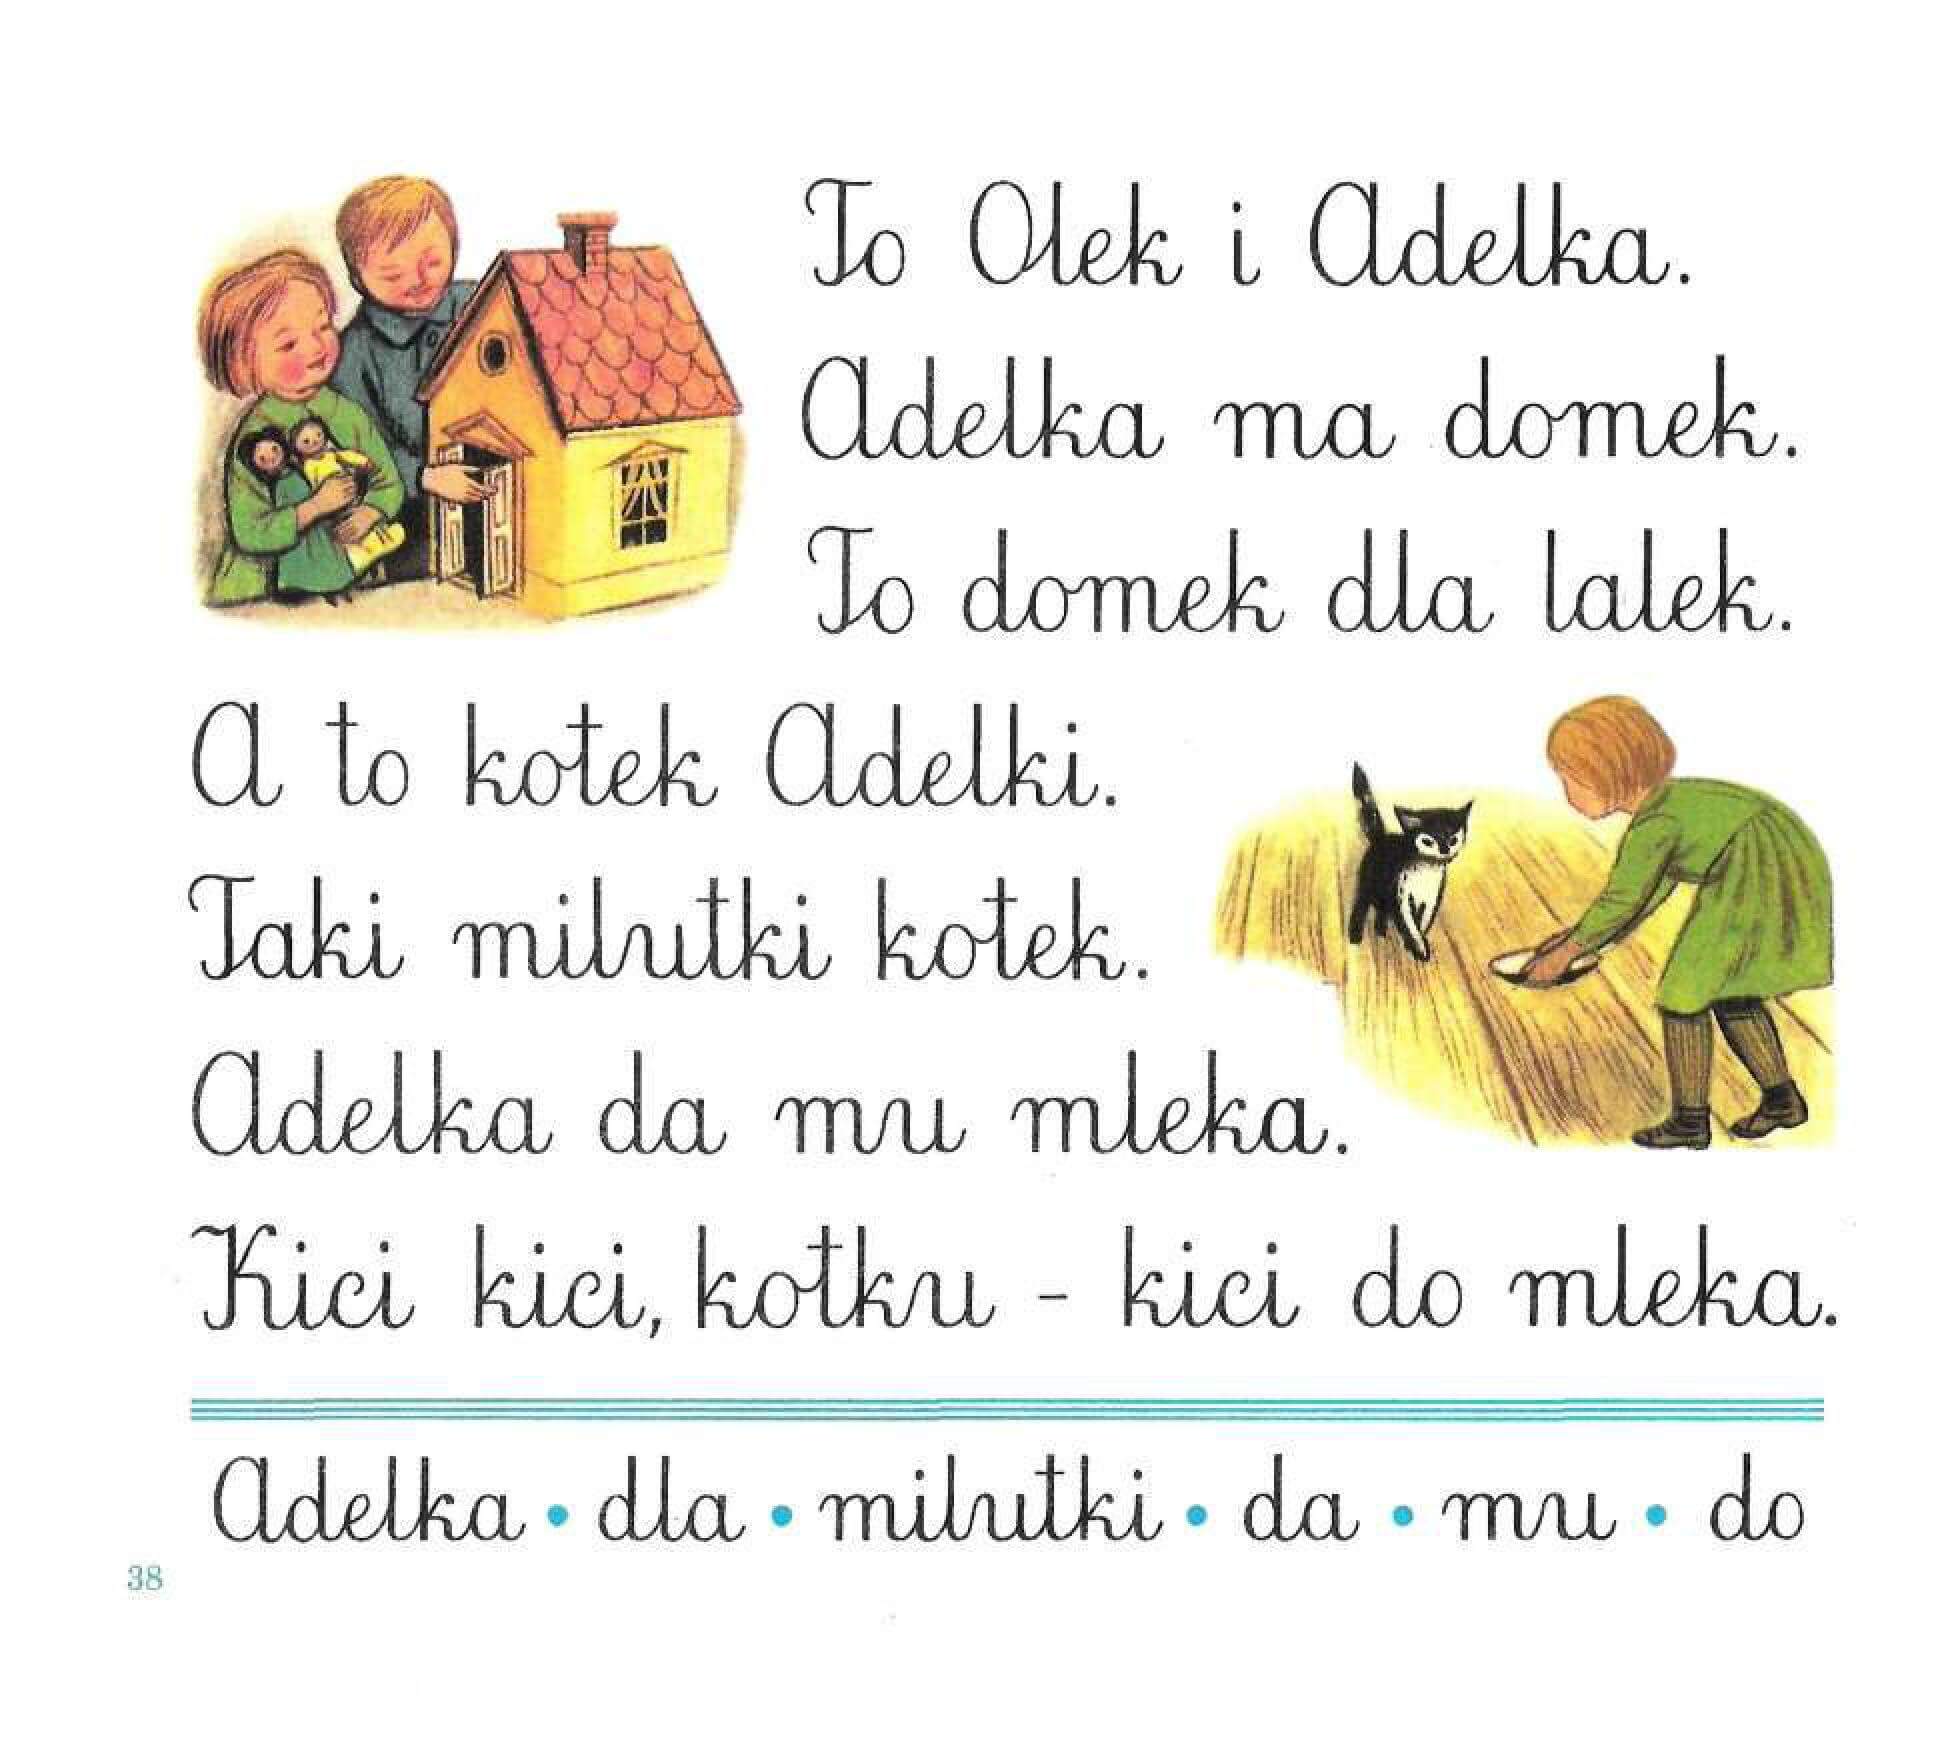 To Olek i Adelka.
Adelka ma domek.
To domek dla lalek.
A to kotek Adelki.
Taki milutki kotek.
Adelka da mu mleka.
Kici kici, kotku - kici do mleka.
Adelka • dla • milutki • da • mu • do
38